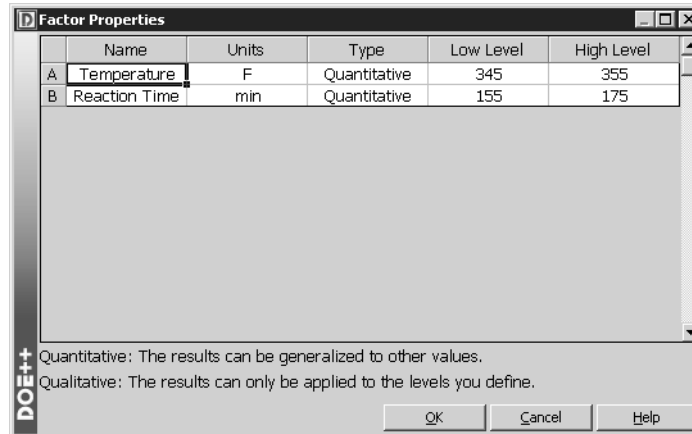 Factor Properties
Name Units Type Low Level High Level
A Temperature F Quantitative 345 355
B Reaction Time min Quantitative 155 175
Quantitative: The results can be generalized to other values.
Qualitative: The results can only be applied to the levels you define.
DOE++
OK Cancel Help